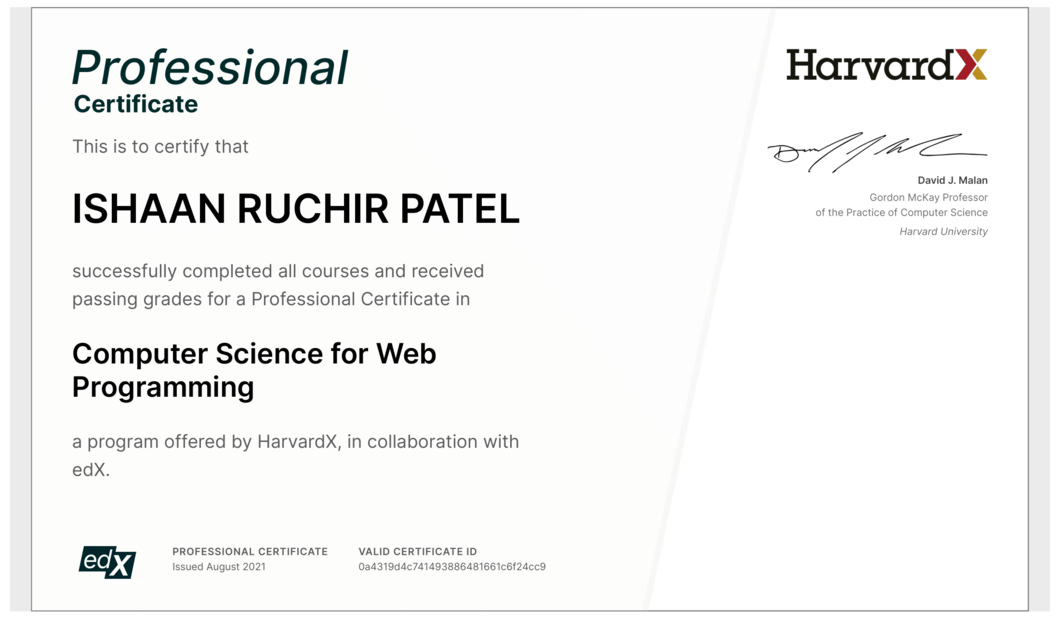 Professional
Certificate
This is to certify that
ISHAAN RUCHIR PATEL
successfully completed all courses and received
passing grades for a Professional Certificate in
Computer Science for Web
Programming
a program offered by HarvardX, in collaboration with
edX.
edX
PROFESSIONAL CERTIFICATE
Issued August 2021
VALID CERTIFICATE ID
0a4319d4c741493886481661c6f24cc9
HarvardX
David J. Malan
Gordon McKay Professor
of the Practice of Computer Science
Harvard University